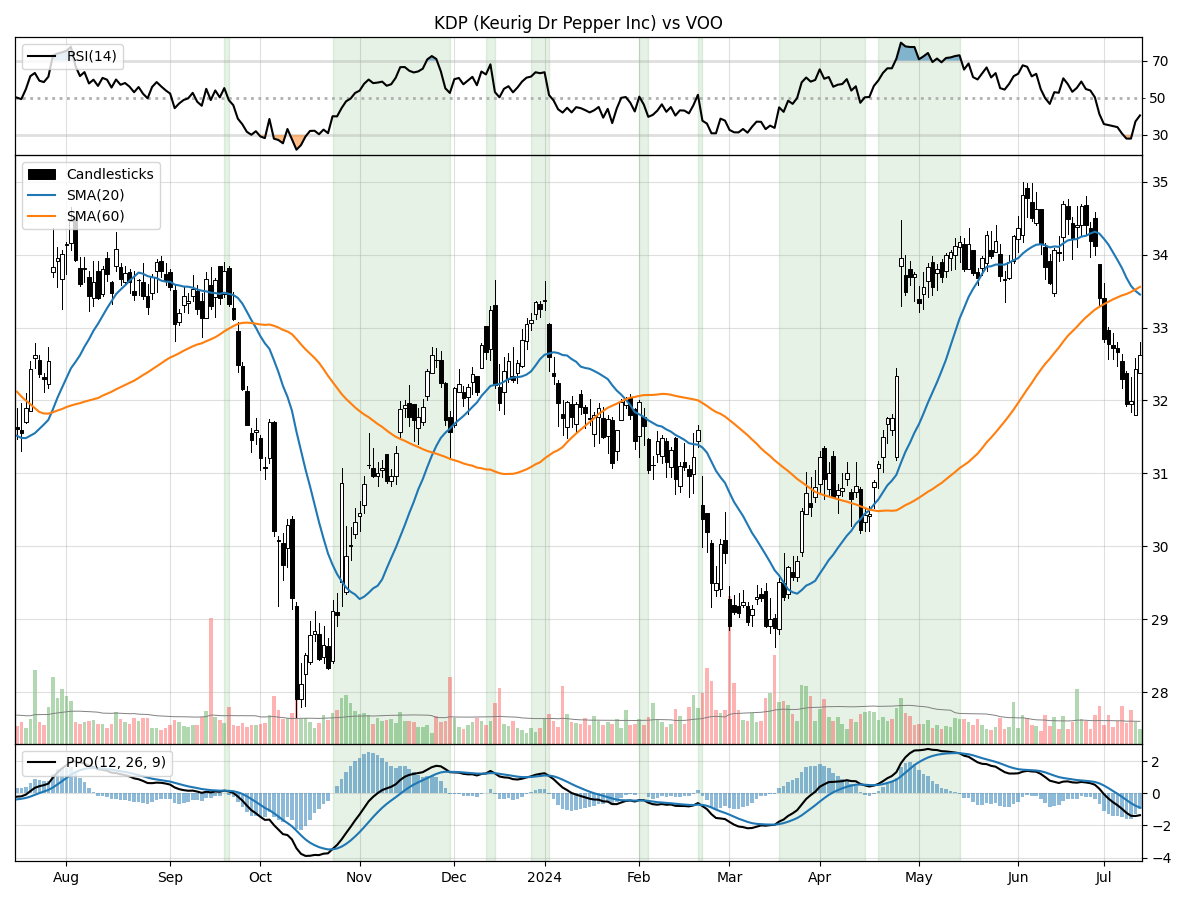 KDP (Keurig Dr Pepper Inc) vs VOO
RSI(14)
70
50
30
Candlesticks
SMA(20)
SMA(60)
35
34
33
32
31
30
29
28
PPO(12, 26, 9)
2
0
−2
−4
Aug Sep Oct Nov Dec 2024 Feb Mar Apr May Jun Jul